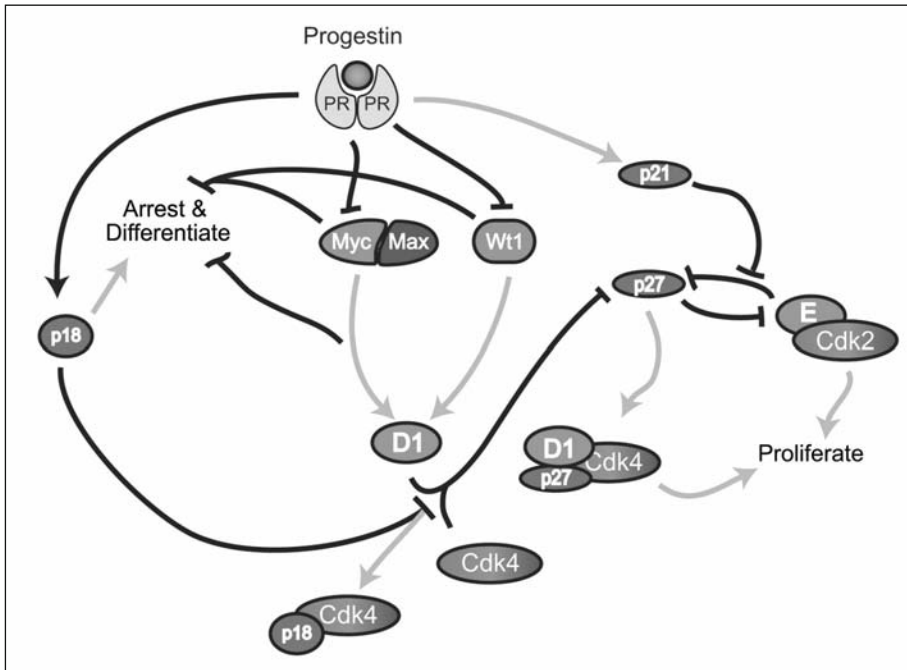 Progestin
PR PR
p21
Arrest &
Differentiate
Myc Max
Wt1
p27
E
Cdk2
p18
D1
D1
Cdk4
p27
Proliferate
Cdk4
Cdk4
p18